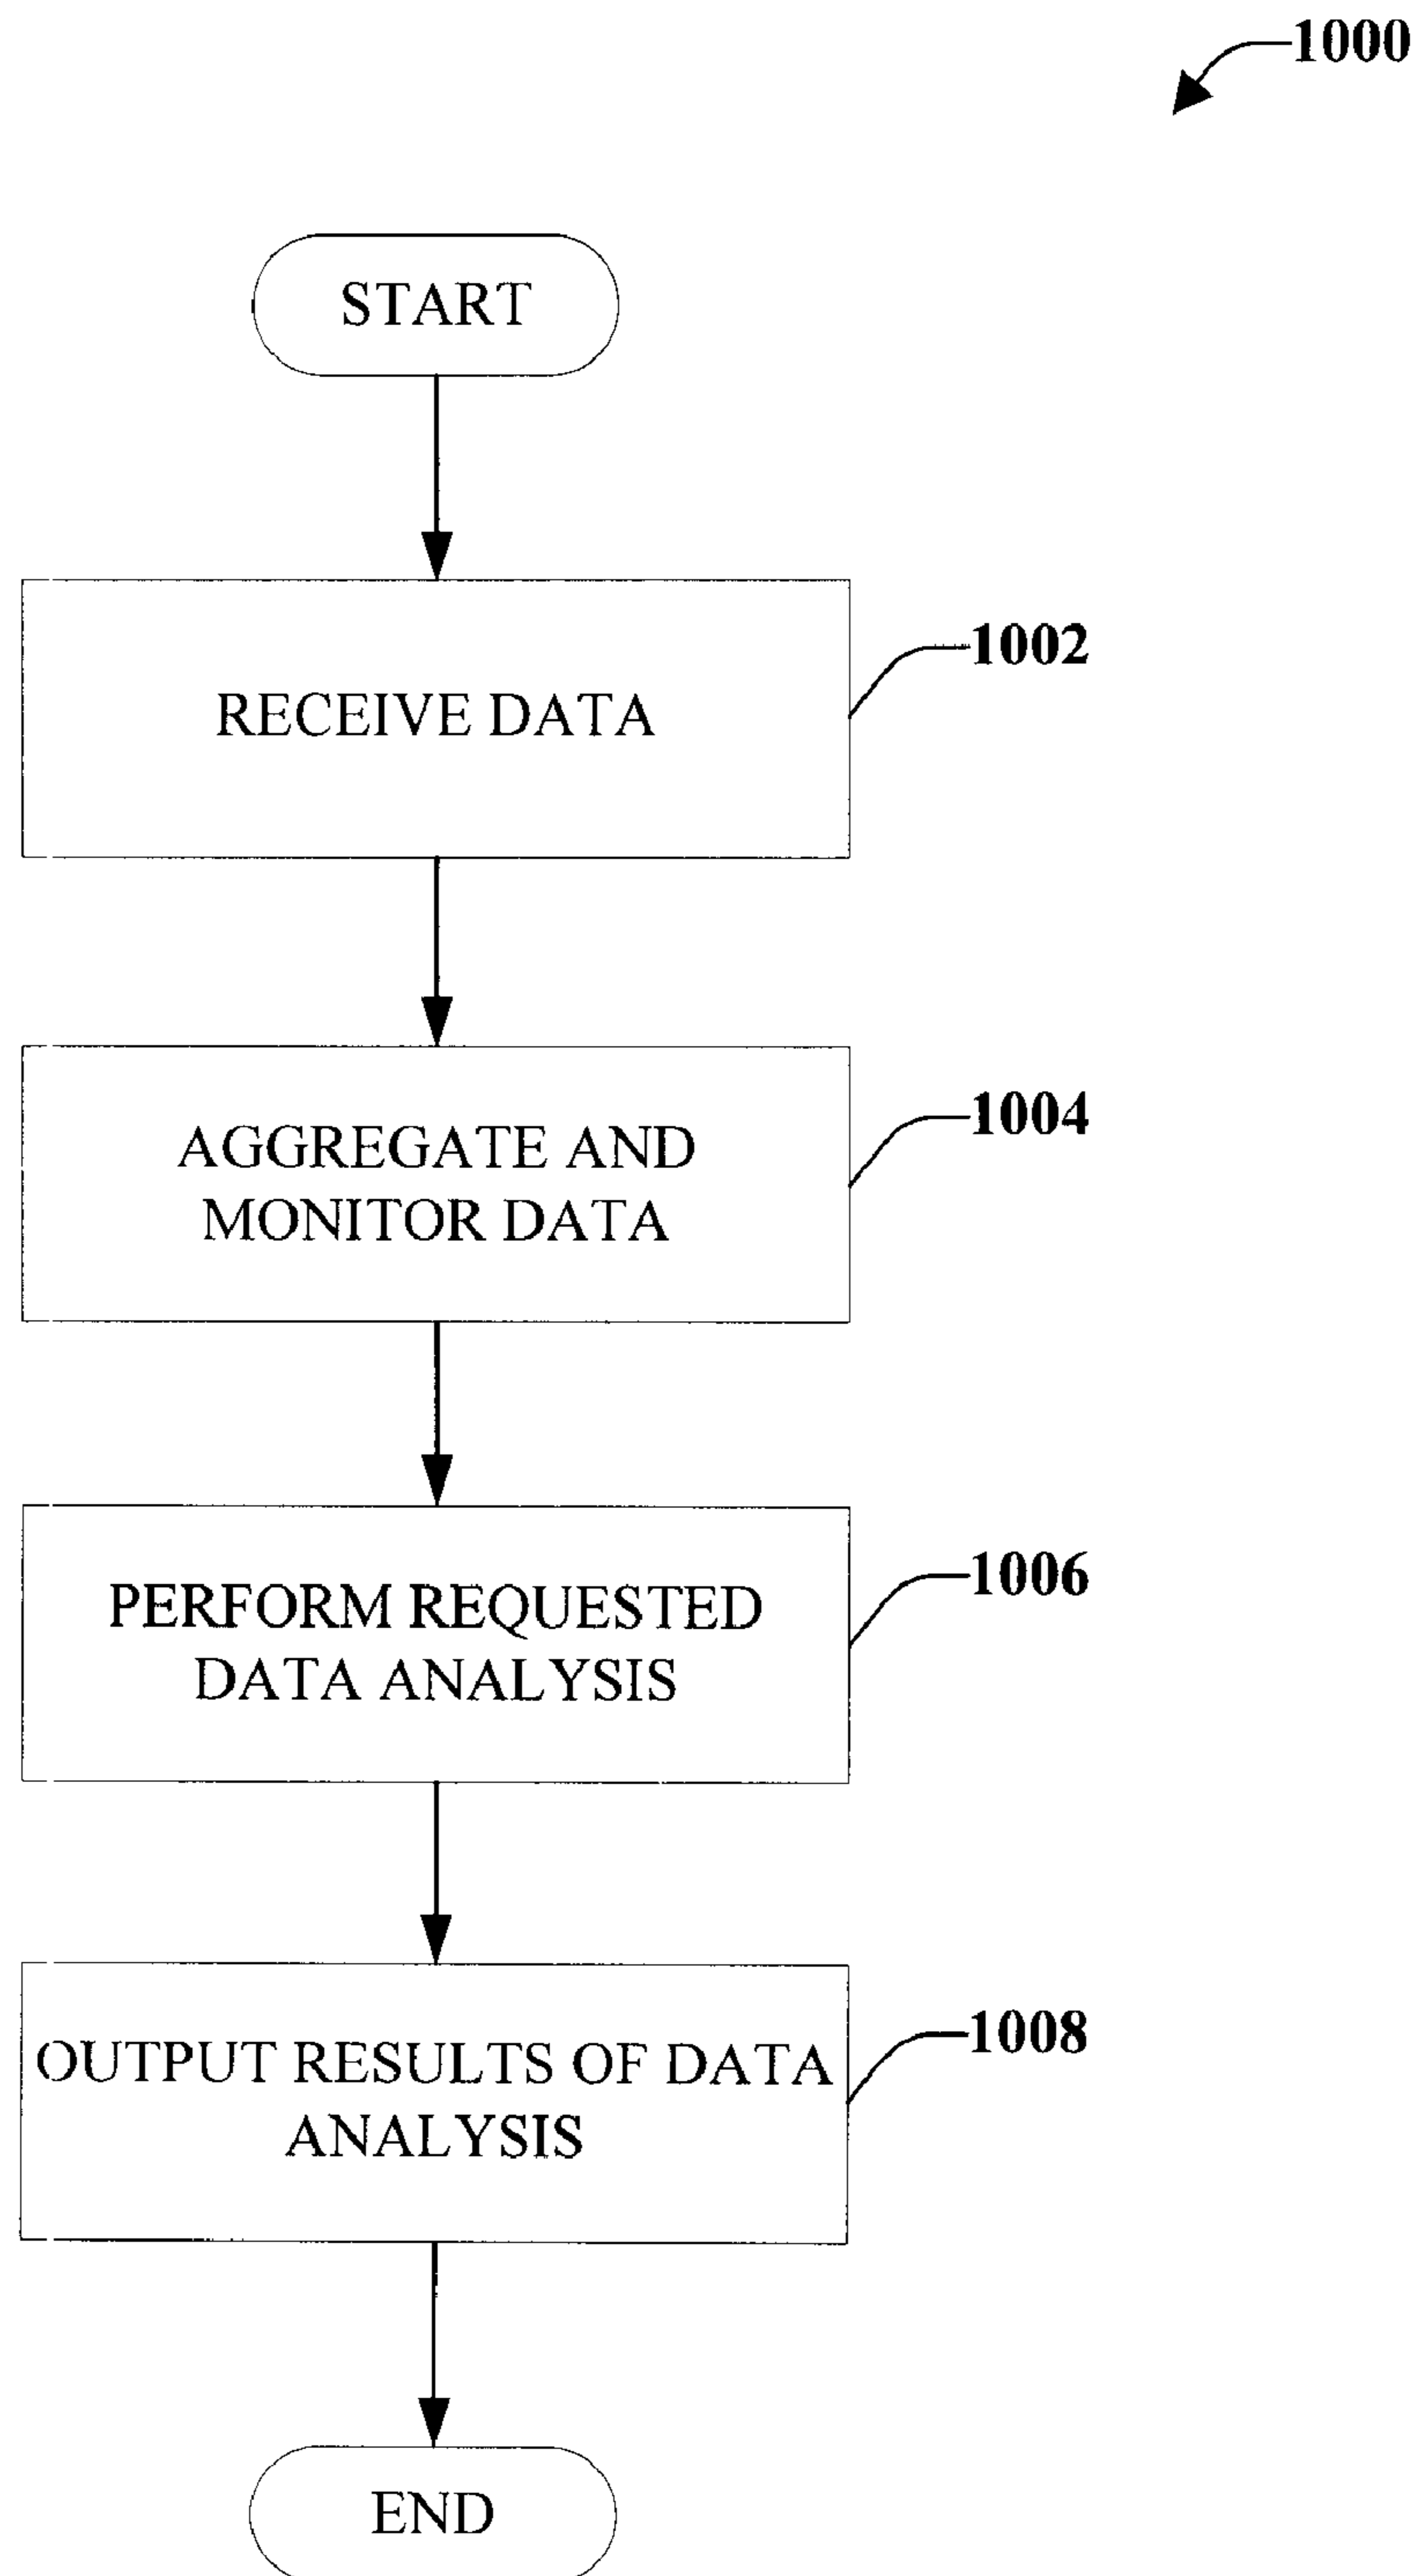 1000
START
RECEIVE DATA
1002
AGGREGATE AND
MONITOR DATA
1004
PERFORM REQUESTED
DATA ANALYSIS
1006
OUTPUT RESULTS OF DATA
ANALYSIS
1008
END